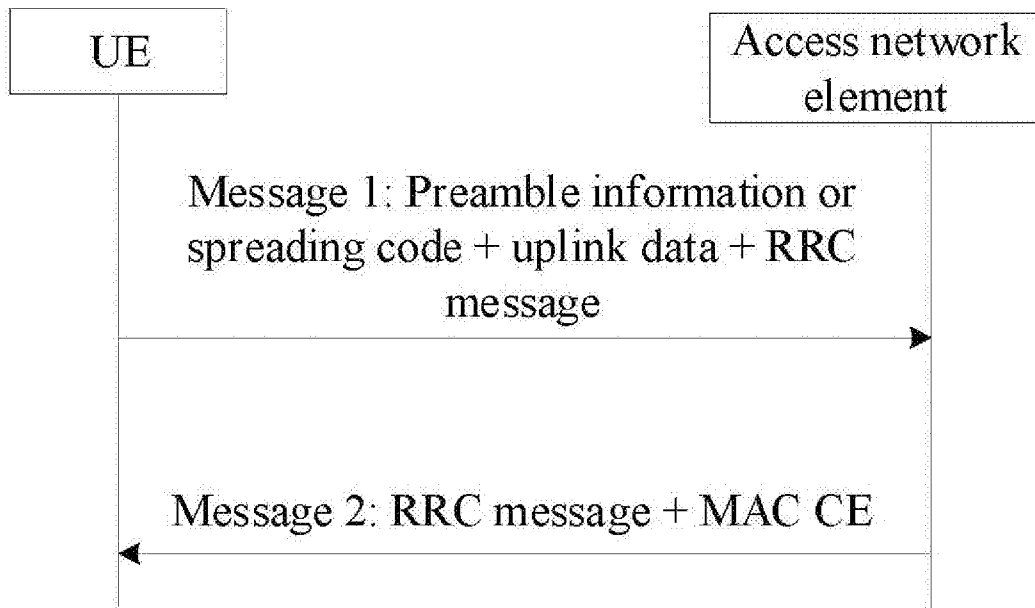 UE
Access network
element
Message 1: Preamble information or
spreading code + uplink data + RRC
message
Message 2: RRC message + MAC CE